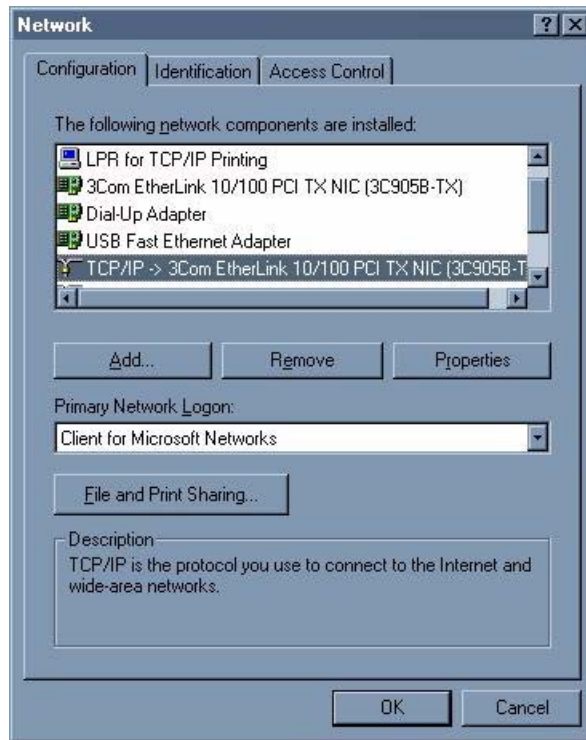 Network
Configuration Identification Access Control
The following network components are installed:
LPR for TCP/IP Printing
3Com EtherLink 10/100 PCI TX NIC (3C905B-TX)
Dial-Up Adapter
USB Fast Ethernet Adapter
TCP/IP -> 3Com EtherLink 10/100 PCI TX NIC (3C905B-T
Add... Remove Properties
Primary Network Logon:
Client for Microsoft Networks
File and Print Sharing...
Description
TCP/IP is the protocol you use to connect to the Internet and
wide-area networks.
OK Cancel